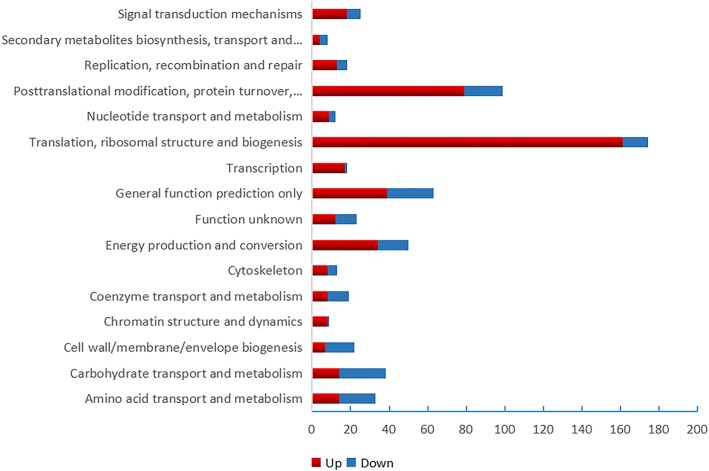 Signal transduction mechanisms
Secondary metabolites biosynthesis, transport and...
Replication, recombination and repair
Posttranslational modification, protein turnover,...
Nucleotide transport and metabolism
Translation, ribosomal structure and biogenesis
Transcription
General function prediction only
Function unknown
Energy production and conversion
Cytoskeleton
Coenzyme transport and metabolism
Chromatin structure and dynamics
Cell wall/membrane/envelope biogenesis
Carbohydrate transport and metabolism
Amino acid transport and metabolism
0 20 40 60 80 100 120 140 160 180 200
Up Down